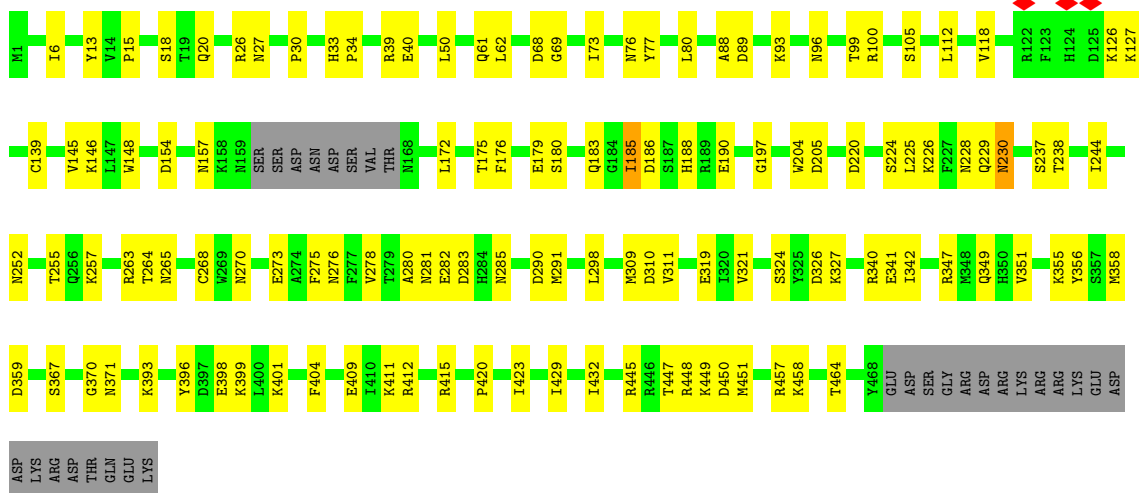 M1 I6 Y13 V14 P15 S18 T19 Q20 R26 N27 P30 H33 P34 R39 E40 L50 Q61 L62 D68 G69 I73 N76 Y77 L80 A88 D89 K93 N96 T99 R100 S105 L112 V118 R122 F123 H124 D125 K126 K127
C139 V145 K146 L147 W148 D154 N157 K158 N159 SER SER ASP ASN ASP SER VAL THR N168 L172 T175 F176 E179 S180 Q183 G184 I185 D186 S187 H188 R189 E190 G197 W204 D205 D220 S224 L225 K226 F227 N228 Q229 N230 S237 T238 I244
N252 T255 Q256 K257 R263 T264 N265 C268 W269 N270 E273 A274 F275 N276 F277 V278 T279 A280 N281 E282 D283 H284 N285 D290 M291 L298 M309 D310 V311 E319 I320 V321 S324 Y325 D326 K327 R340 E341 I342 R347 M348 Q349 H350 V351 K355 Y356 S357 M358
D359 S367 G370 N371 K393 Y396 D397 E398 K399 L400 K401 F404 E409 I410 K411 R412 R415 P420 I423 I429 I432 R445 R446 T447 R448 K449 D450 M451 R457 K458 T464 Y468 GLU ASP SER GLY ARG ASP ARG LYS ARG ARG LYS GLU ASP
ASP LYS ARG ASP THR GLN GLU LYS